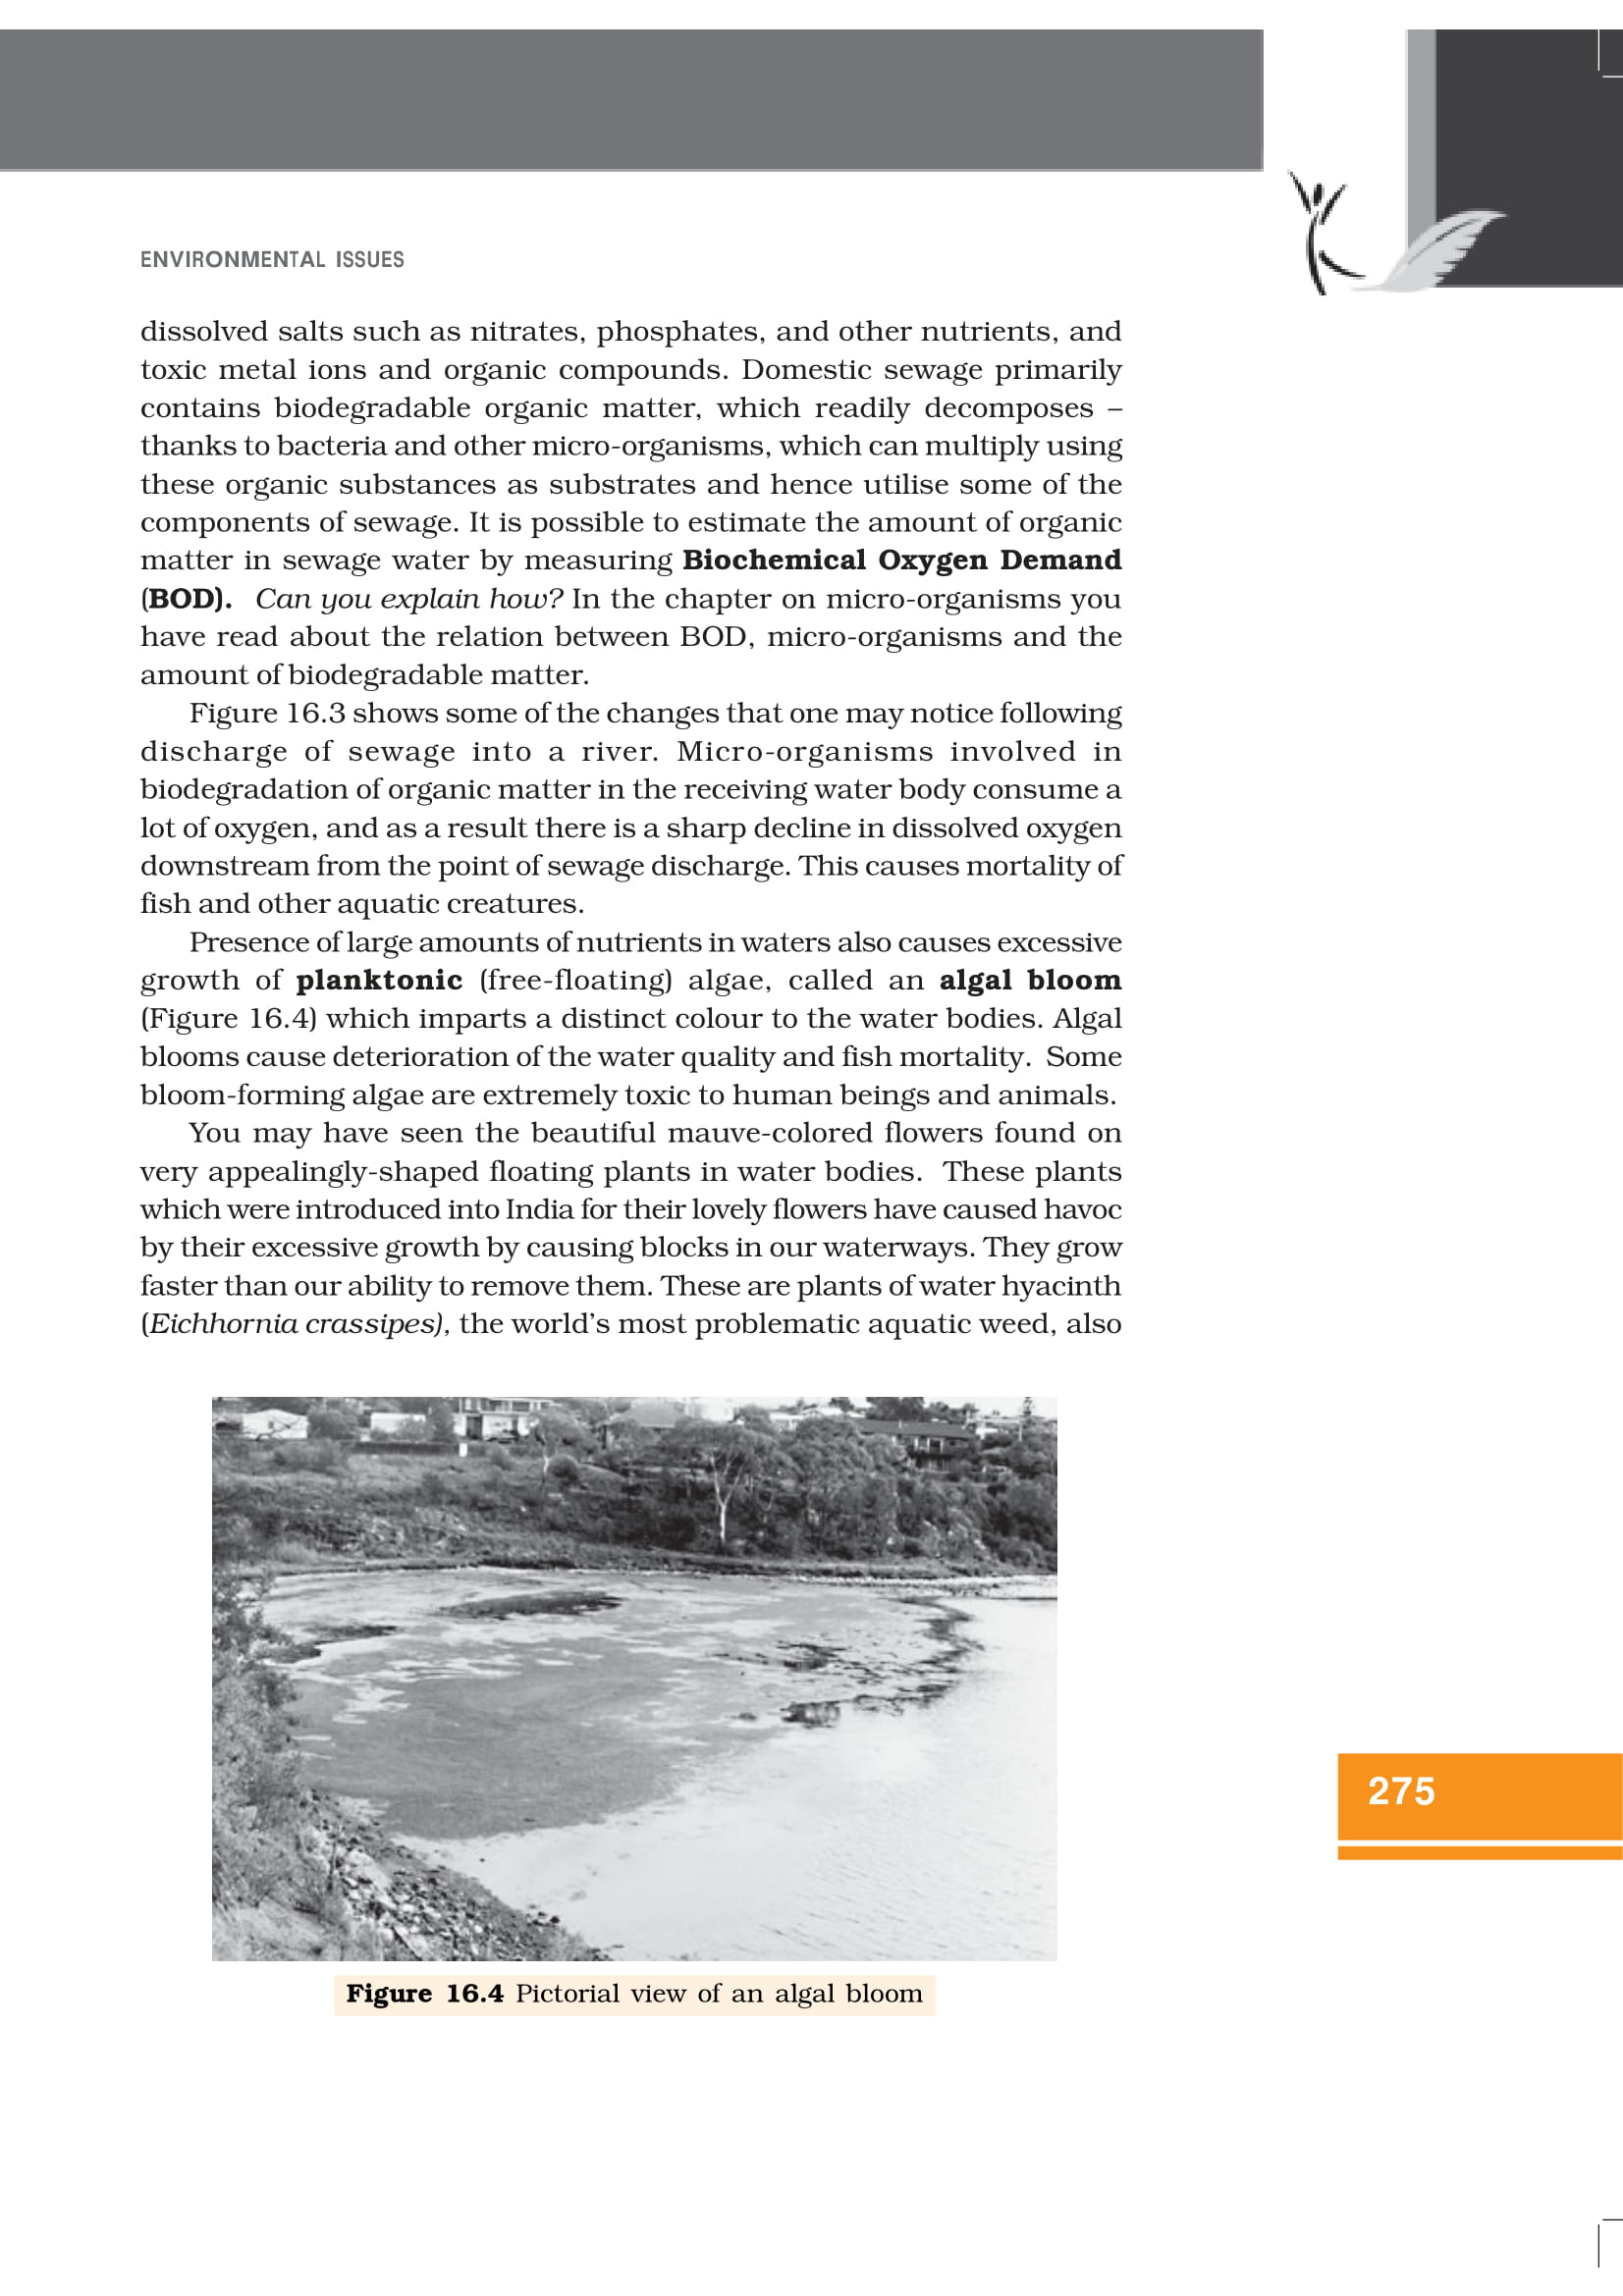 ENVIRONMENTAL ISSUES
dissolved salts such as nitrates, phosphates, and other nutrients, and
toxic metal ions and organic compounds. Domestic sewage primarily
contains biodegradable organic matter, which readily decomposes –
thanks to bacteria and other micro-organisms, which can multiply using
these organic substances as substrates and hence utilise some of the
components of sewage. It is possible to estimate the amount of organic
matter in sewage water by measuring Biochemical Oxygen Demand
(BOD). Can you explain how? In the chapter on micro-organisms you
have read about the relation between BOD, micro-organisms and the
amount of biodegradable matter.
Figure 16.3 shows some of the changes that one may notice following
discharge of sewage into a river. Micro-organisms involved in
biodegradation of organic matter in the receiving water body consume a
lot of oxygen, and as a result there is a sharp decline in dissolved oxygen
downstream from the point of sewage discharge. This causes mortality of
fish and other aquatic creatures.
Presence of large amounts of nutrients in waters also causes excessive
growth of planktonic (free-floating) algae, called an algal bloom
(Figure 16.4) which imparts a distinct colour to the water bodies. Algal
blooms cause deterioration of the water quality and fish mortality. Some
bloom-forming algae are extremely toxic to human beings and animals.
You may have seen the beautiful mauve-colored flowers found on
very appealingly-shaped floating plants in water bodies. These plants
which were introduced into India for their lovely flowers have caused havoc
by their excessive growth by causing blocks in our waterways. They grow
faster than our ability to remove them. These are plants of water hyacinth
(Eichhornia crassipes), the world's most problematic aquatic weed, also
275
Figure 16.4 Pictorial view of an algal bloom